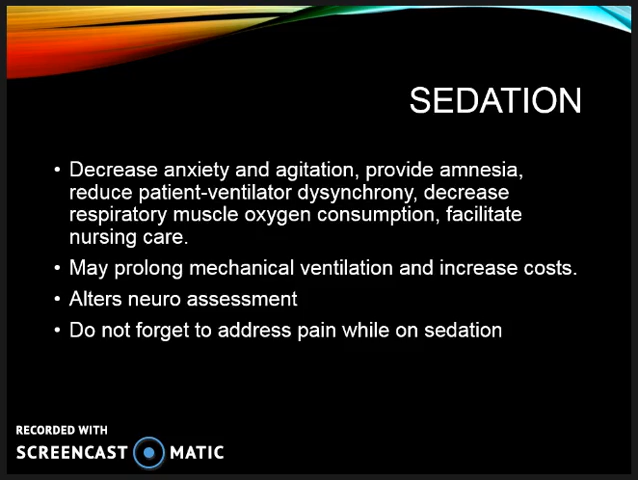 SEDATION
• Decrease anxiety and agitation, provide amnesia,
reduce patient-ventilator dysynchrony, decrease
respiratory muscle oxygen consumption, facilitate
nursing care.
• May prolong mechanical ventilation and increase costs.
• Alters neuro assessment
• Do not forget to address pain while on sedation
RECORDED WITH
SCREENCAST MATIC